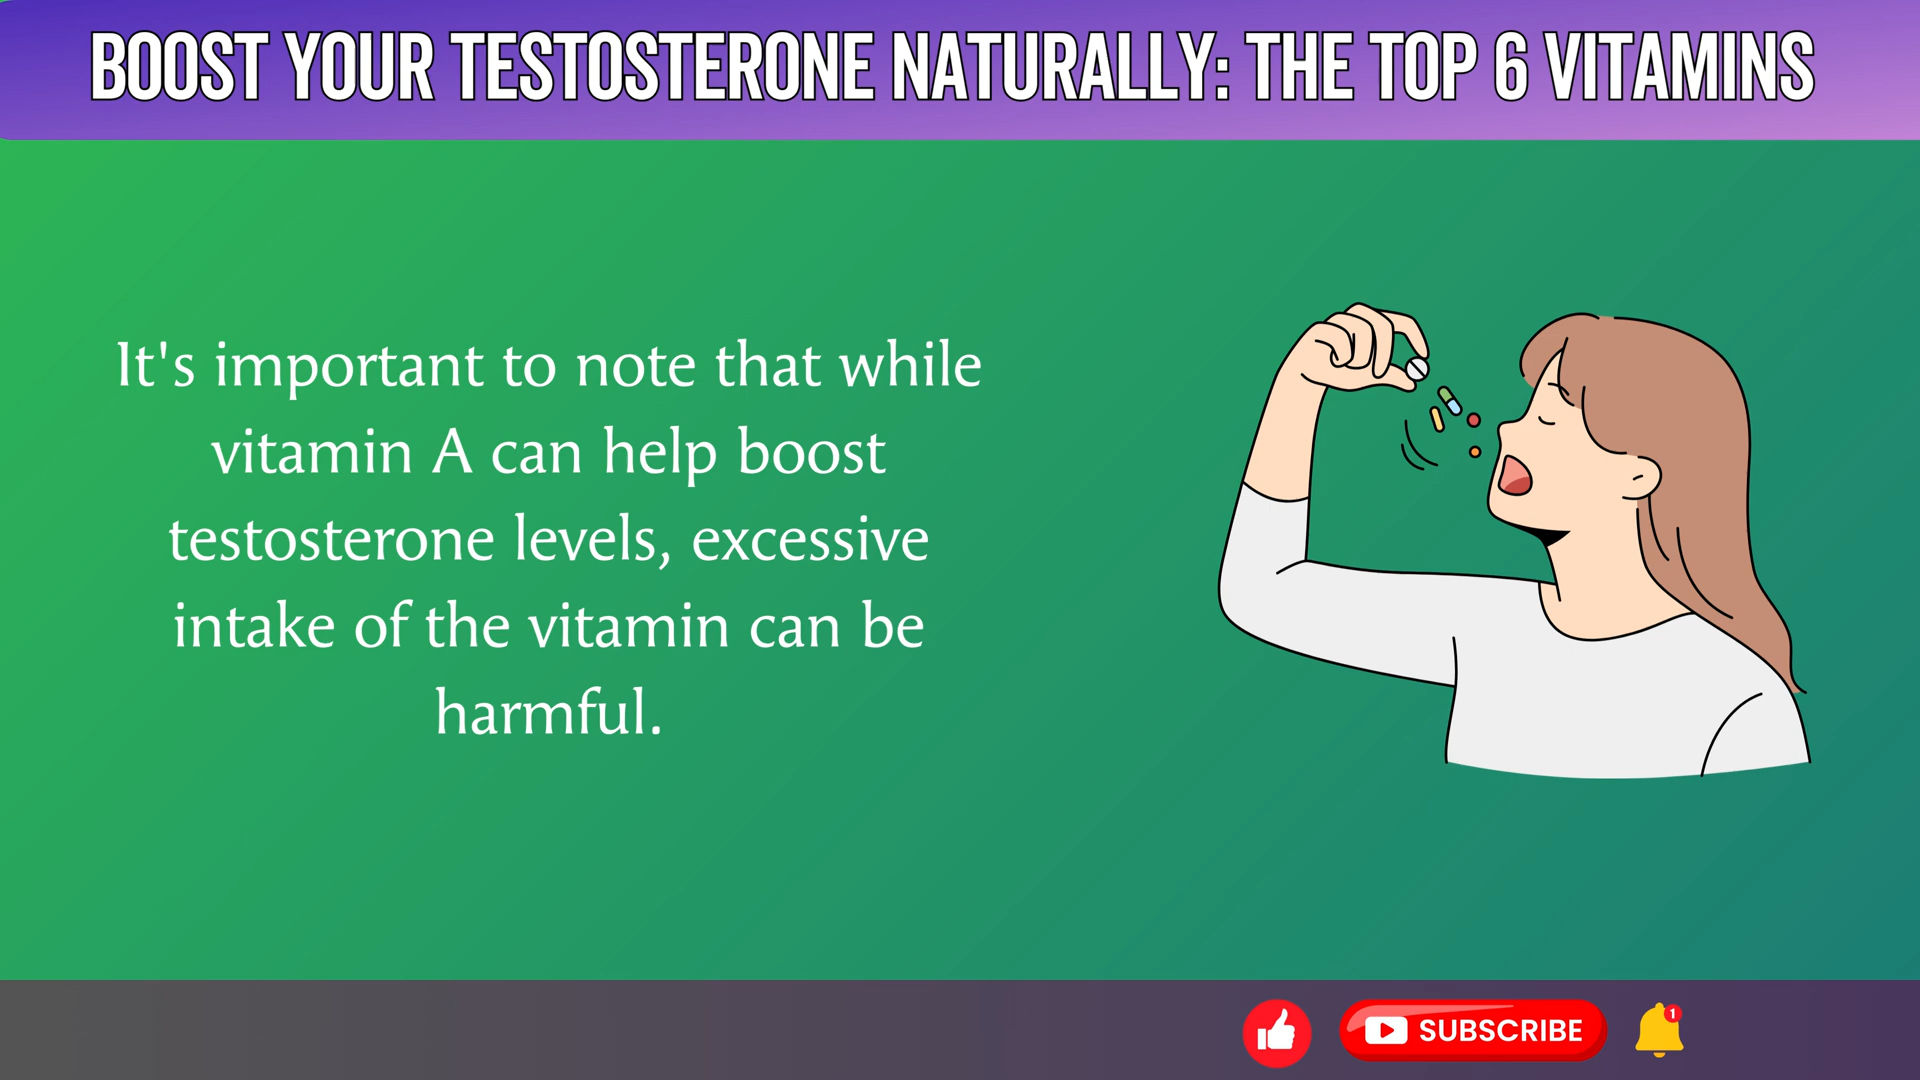 BOOST YOUR TESTOSTERONE NATURALLY: THE TOP 6 VITAMINS
It's important to note that while
vitamin A can help boost
testosterone levels, excessive
intake of the vitamin can be
harmful.
SUBSCRIBE
1